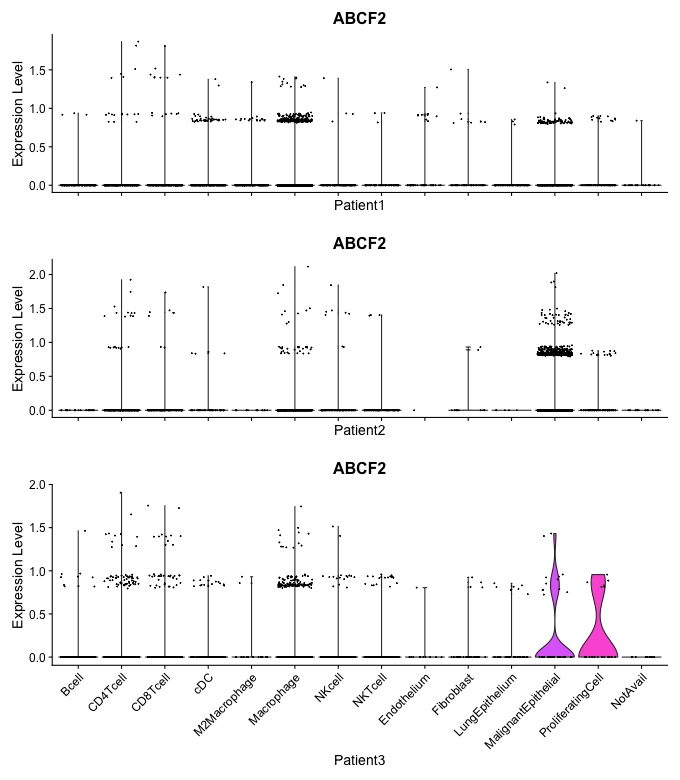 ABCF2
Expression Level
1.5
1.0
0.5
0.0
Patient1
ABCF2
Expression Level
2.0
1.5
1.0
0.5
0.0
Patient2
ABCF2
Expression Level
2.0
1.5
1.0
0.5
0.0
Bcell
CD4Tcell
CD8Tcell
cDC
M2Macrophage
Macrophage
NKcell
NKTcell
Endothelium
Fibroblast
LungEpithelium
MalignantEpithelial
ProliferatingCell
NotAvail
Patient3